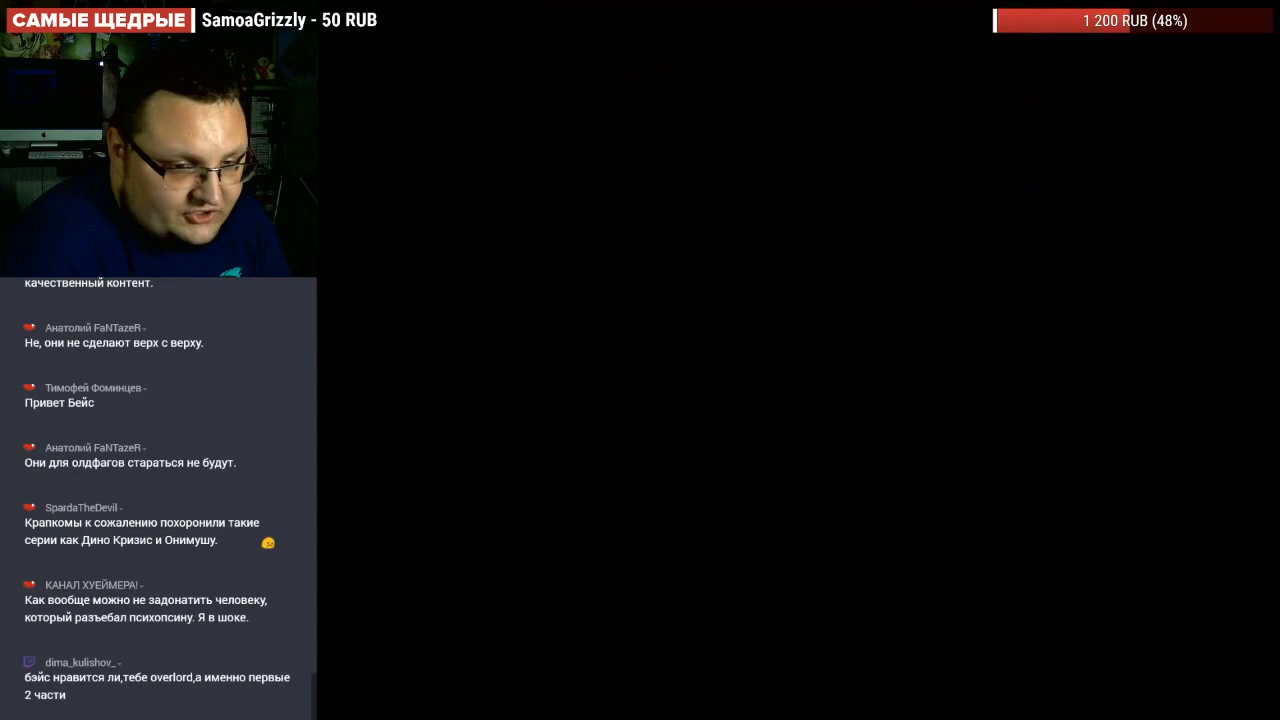 САМЫЕ ЩЕДРЫЕ SamoaGrizzly - 50 RUB
1 200 RUB (48%)
качественный контент.
Анатолий FaNTazeR
Не, они не сделают верх с верху.
Тимофей Фоминцев
Привет Бейс
Анатолий FaNTazeR
Они для олдфагов стараться не будут.
SpardaTheDevil
Крапкомы к сожалению похоронили такие
серии как Дино Кризис и Онимушу.
КАНАЛ ХУЕЙМЕРА!
Как вообще можно не задонатить человеку,
который разъебал психопсину. Я в шоке.
dima_kulishov_
бэйс нравится ли,тебе overlord,а именно первые
2 части